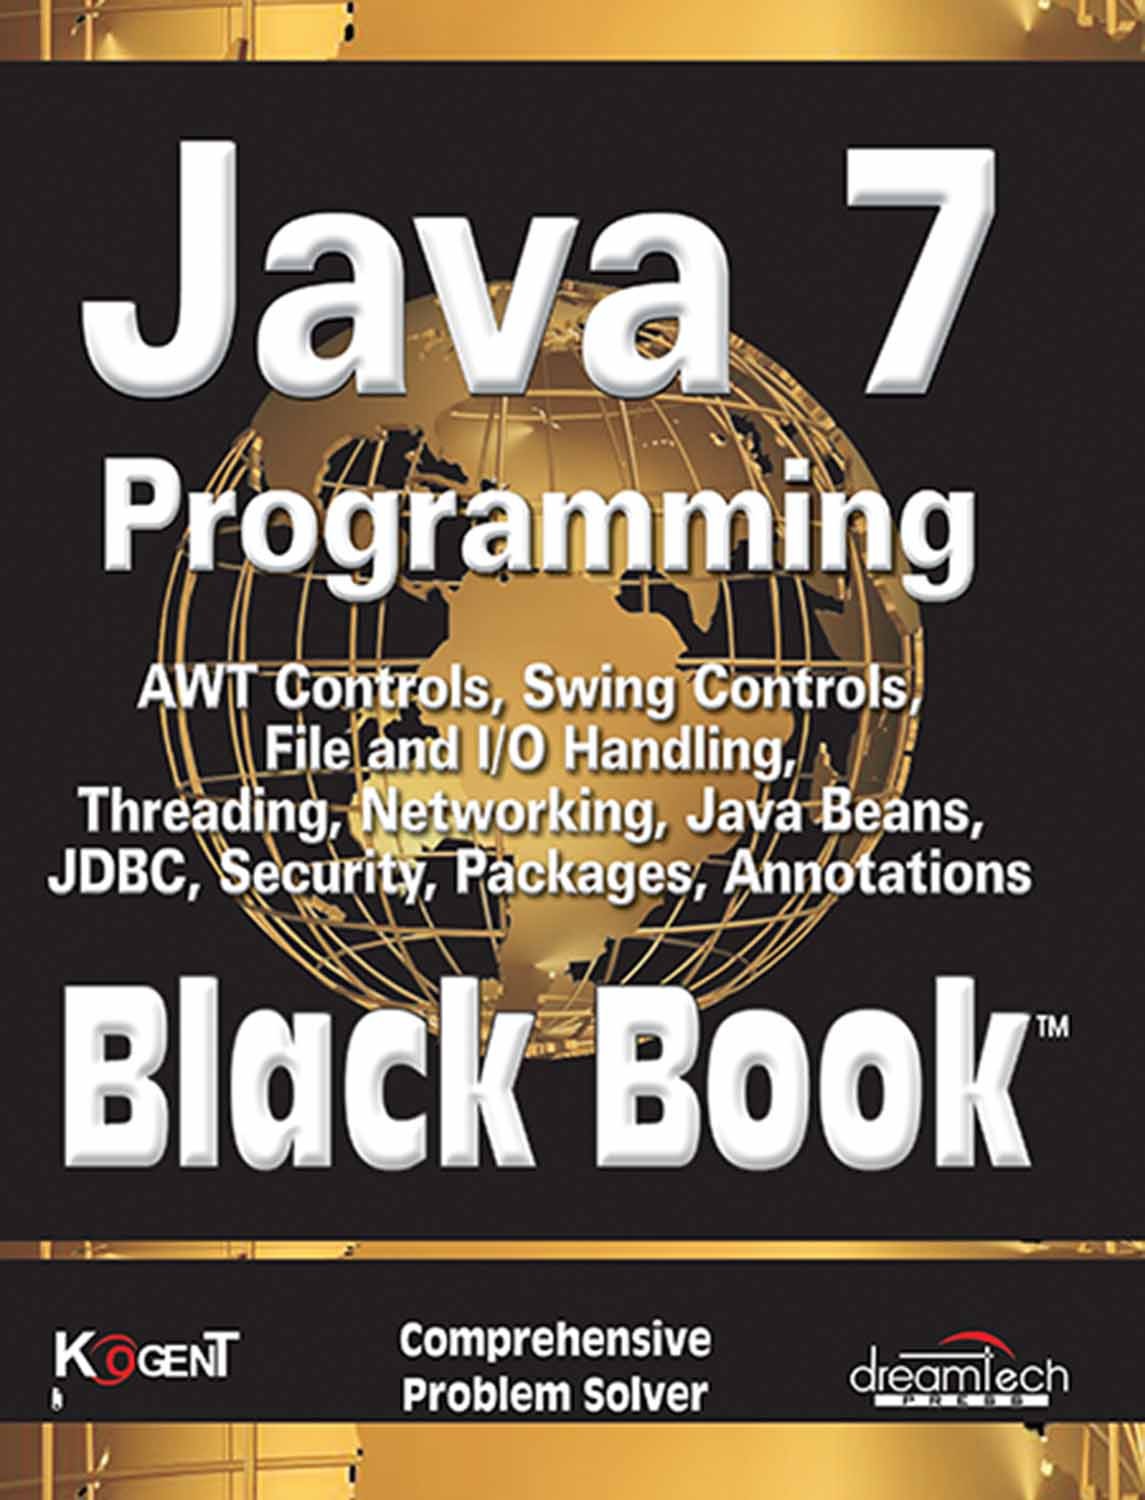 Java 7
Programming
AWT Controls, Swing Controls,
File and I/O Handling,
Threading, Networking, Java Beans,
JDBC, Security, Packages, Annotations
Black Book™
KOGENT
Comprehensive
Problem Solver
dreamtech
PRESS